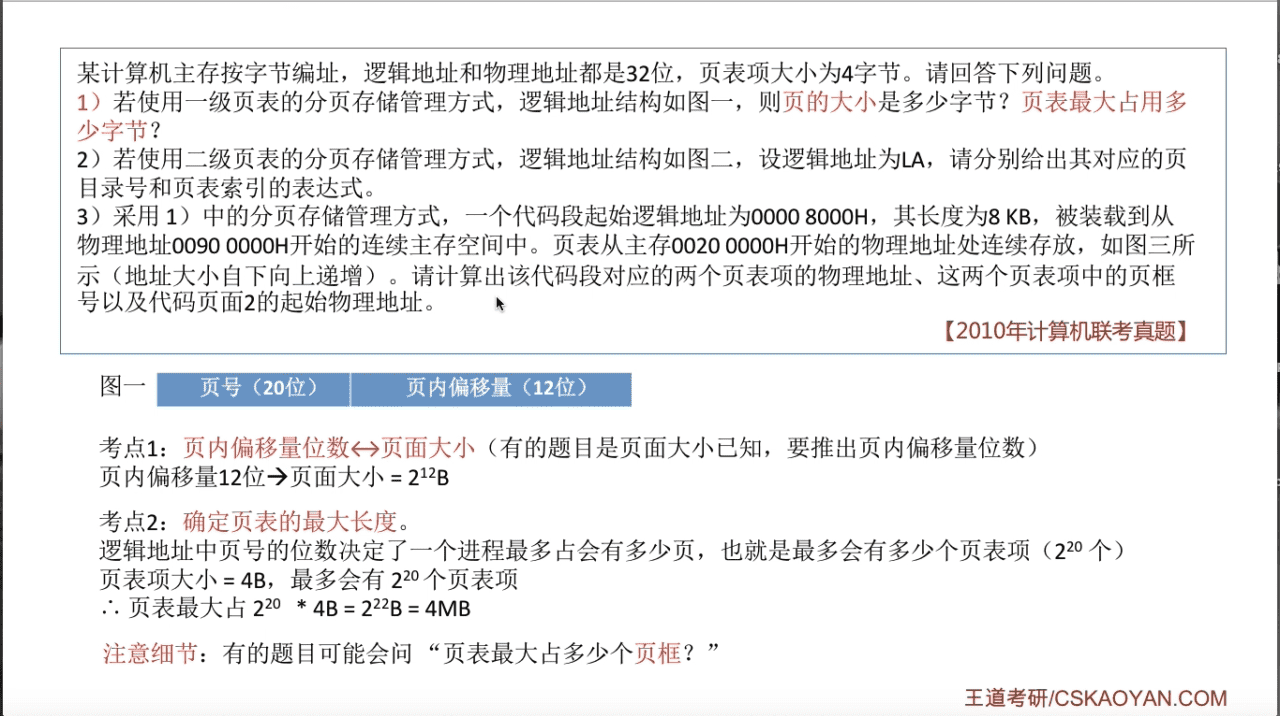 某计算机主存按字节编址，逻辑地址和物理地址都是32位，页表项大小为4字节。请回答下列问题。
1）若使用一级页表的分页存储管理方式，逻辑地址结构如图一，则页的大小是多少字节？页表最大占用多
少字节？
2）若使用二级页表的分页存储管理方式，逻辑地址结构如图二，设逻辑地址为LA，请分别给出其对应的页
目录号和页表索引的表达式。
3）采用 1）中的分页存储管理方式，一个代码段起始逻辑地址为0000 8000H，其长度为8 KB，被装载到从
物理地址0090 0000H开始的连续主存空间中。页表从主存0020 0000H开始的物理地址处连续存放，如图三所
示（地址大小自下向上递增）。请计算出该代码段对应的两个页表项的物理地址、这两个页表项中的页框
号以及代码页面2的起始物理地址。
【2010年计算机联考真题】
图一 页号（20位） 页内偏移量（12位）
考点1：页内偏移量位数↔页面大小（有的题目是页面大小已知，要推出页内偏移量位数）
页内偏移量12位→页面大小 = 2¹²B
考点2：确定页表的最大长度。
逻辑地址中页号的位数决定了一个进程最多占会有多少页，也就是最多会有多少个页表项（2²⁰ 个）
页表项大小 = 4B，最多会有 2²⁰ 个页表项
∴ 页表最大占 2²⁰ * 4B = 2²²B = 4MB
注意细节：有的题目可能会问“页表最大占多少个页框？”
王道考研/CSKAOYAN.COM